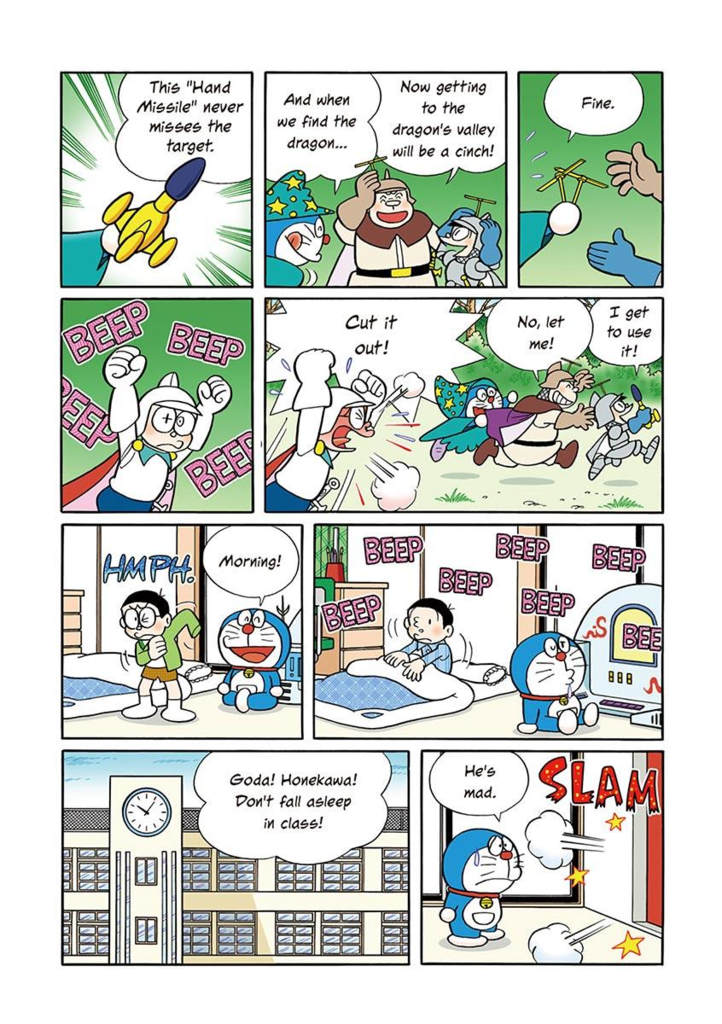 This "Hand
Missile" never
misses the
target.
And when
we find the
dragon...
Now getting
to the
dragon's valley
will be a cinch!
Fine.
BEEP
BEEP
BEEP
BEEP
Cut it
out!
No, let
me!
I get
to use
it!
HMPH.
Morning!
BEEP
BEEP
BEEP
BEEP
BEEP
BEEP
BEE
Goda! Honekawa!
Don't fall asleep
in class!
He's
mad.
SLAM